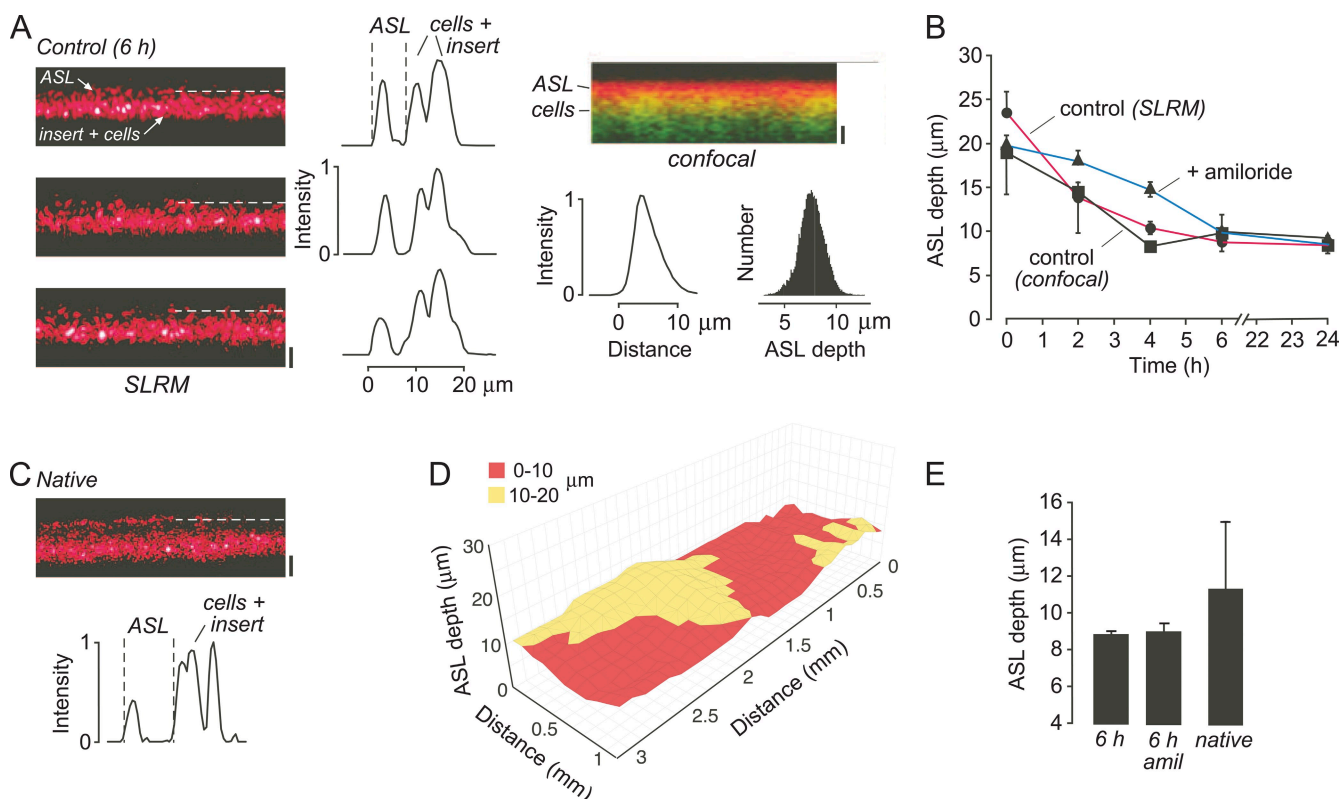 A
Control (6 h)
ASL
insert + cells
SLRM
ASL
cells +
insert
1
0
1
0
1
0
Intensity
0 10 20 µm
ASL
cells
confocal
1
0
Intensity
0 10 µm
Distance
Number
5 10 µm
ASL depth
B
30
25
20
15
10
5
0
ASL depth (µm)
control (SLRM)
+ amiloride
control
(confocal)
0 1 2 3 4 5 6 22 23 24
Time (h)
C
Native
ASL
cells +
insert
1
0
Intensity
D
0-10
10-20
µm
30
20
10
0
ASL depth (µm)
0
0.5
1
1.5
2
2.5
3
Distance (mm)
0.5
1
Distance (mm)
E
16
14
12
10
8
6
4
ASL depth (µm)
6 h
6 h
amil
native